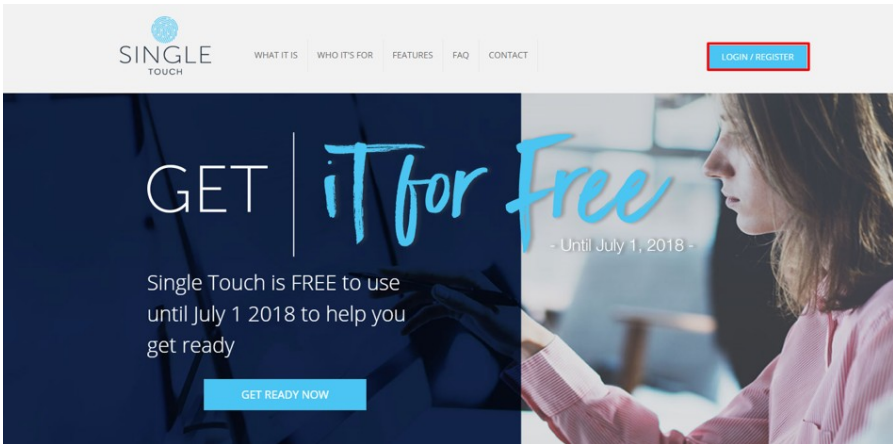 SINGLE
TOUCH
WHAT IT IS
WHO IT'S FOR
FEATURES
FAQ
CONTACT
LOGIN / REGISTER
GET iT for Free
- Until July 1, 2018 -
Single Touch is FREE to use
until July 1 2018 to help you
get ready
GET READY NOW